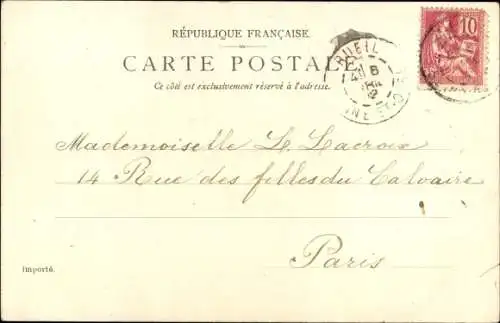 RÉPUBLIQUE FRANÇAISE.
CARTE POSTALE
Ce côté est exclusivement réservé à l'adresse.
RUEIL
10
Mademoiselle L. Lacroix
14 Rue des filles du Calvaire
Paris
Importé.